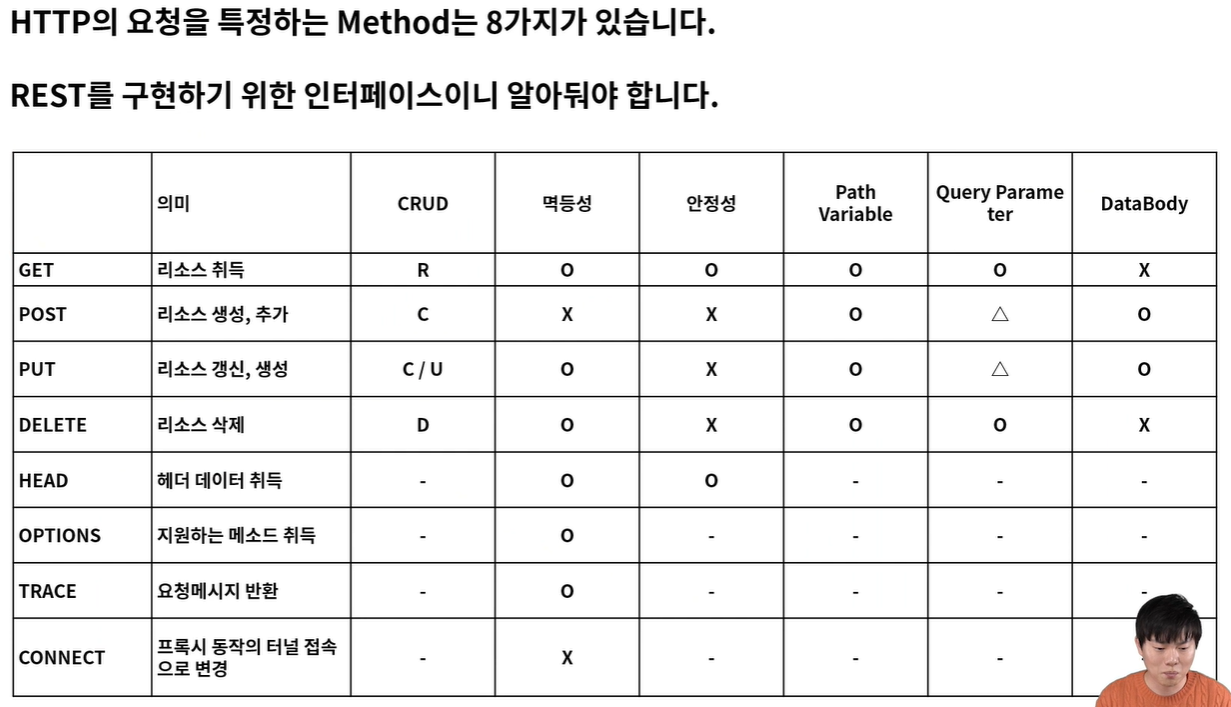 HTTP의 요청을 특정하는 Method는 8가지가 있습니다.
REST를 구현하기 위한 인터페이스이니 알아둬야 합니다.
의미 CRUD 멱등성 안정성 Path Variable Query Parameter DataBody
GET 리소스 취득 R O O O O X
POST 리소스 생성, 추가 C X X O △ O
PUT 리소스 갱신, 생성 C / U O X O △ O
DELETE 리소스 삭제 D O X O O X
HEAD 헤더 데이터 취득 - O O - - -
OPTIONS 지원하는 메소드 취득 - O - - - -
TRACE 요청메시지 반환 - O - - - -
CONNECT 프록시 동작의 터널 접속으로 변경 - X - - -